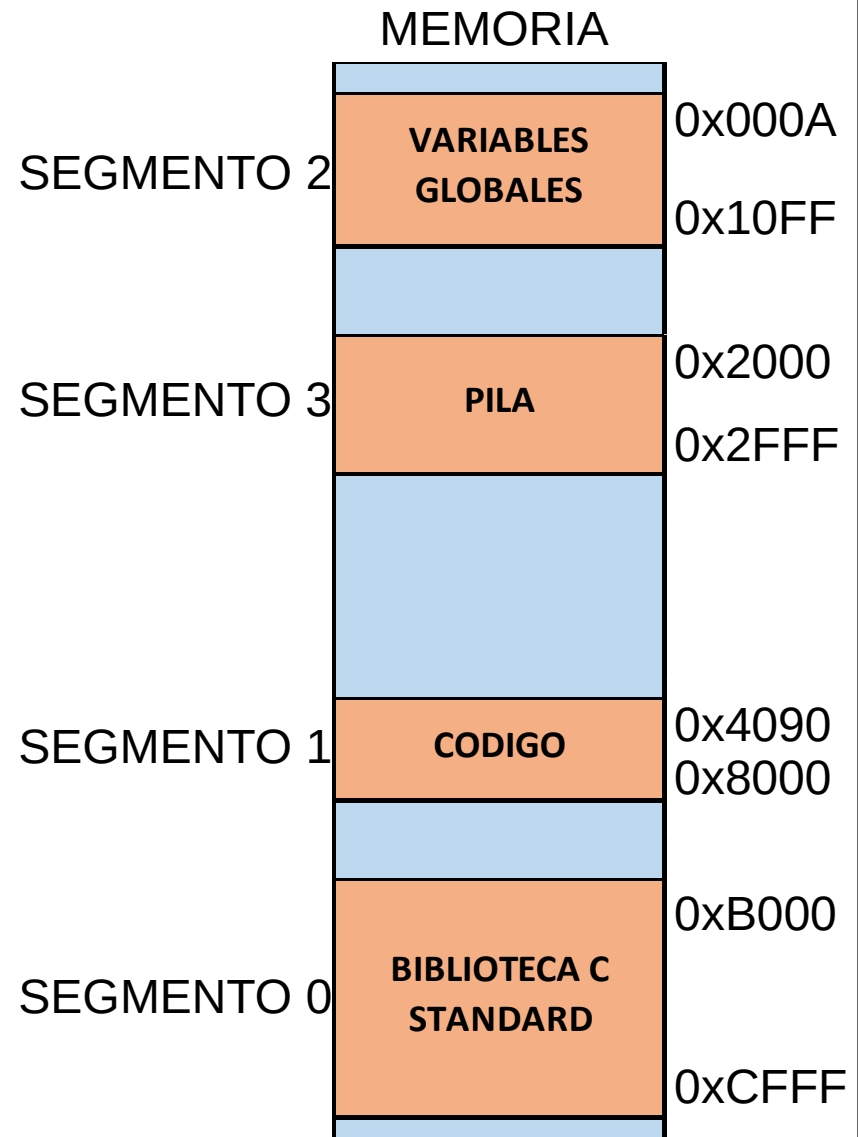 MEMORIA
SEGMENTO 2
VARIABLES
GLOBALES
0x000A
0x10FF
SEGMENTO 3
PILA
0x2000
0x2FFF
SEGMENTO 1
CODIGO
0x4090
0x8000
SEGMENTO 0
BIBLIOTECA C
STANDARD
0xB000
0xCFFF